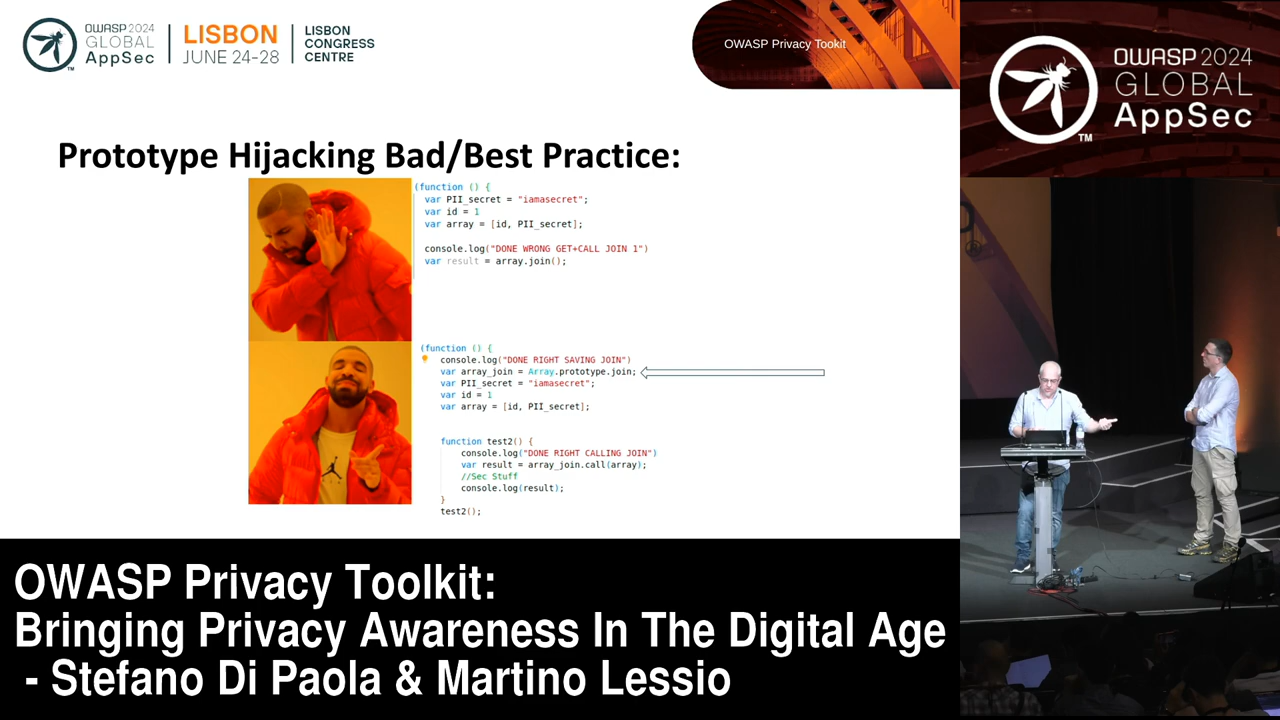 OWASP 2024
GLOBAL
AppSec
TM
LISBON
JUNE 24-28
LISBON
CONGRESS
CENTRE
OWASP Privacy Tookit
OWASP 2024
GLOBAL
AppSec
TM
Prototype Hijacking Bad/Best Practice:
(function () {
var PII_secret = "iamasecret";
var id = 1
var array = [id, PII_secret];
console.log("DONE WRONG GET+CALL JOIN 1")
var result = array.join();
(function () {
console.log("DONE RIGHT SAVING JOIN")
var array_join = Array.prototype.join;
var PII_secret = "iamasecret";
var id = 1
var array = [id, PII_secret];
function test2() {
console.log("DONE RIGHT CALLING JOIN")
var result = array_join.call(array);
//Sec Stuff
console.log(result);
}
test2();
OWASP Privacy Toolkit:
Bringing Privacy Awareness In The Digital Age
- Stefano Di Paola & Martino Lessio